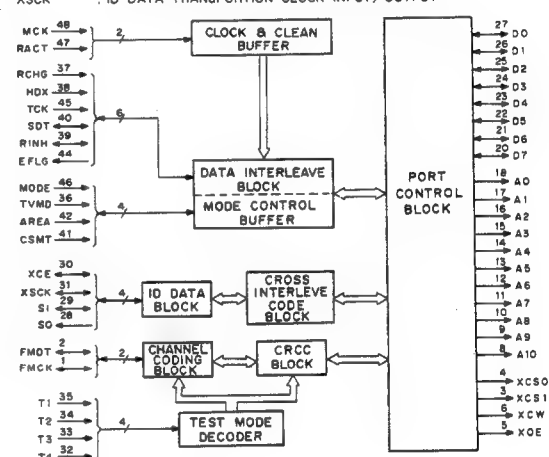 XSCK : ID DATA TRANSPORTION CLOCK INPUT/OUTPUT
MCK 48
RACT 47
2
CLOCK & CLEAN
BUFFER
RCHG 37
HDX 38
TCK 45
SDT 40
RINH 39
EFLG 44
6
DATA INTERLEAVE
BLOCK
MODE CONTROL
BUFFER
MODE 46
TVMD 36
AREA 42
CSMT 41
4
XCE 30
XSCK 31
SI 29
SO 28
4
ID DATA
BLOCK
CROSS
INTERLEVE
CODE
BLOCK
FMDT 2
FMCK 1
2
CHANNEL
CODING
BLOCK
CRCC
BLOCK
T1 35
T2 34
T3 33
T4 32
4
TEST MODE
DECODER
PORT
CONTROL
BLOCK
27 D0
26 D1
25 D2
24 D3
23 D4
22 D5
21 D6
20 D7
18 A0
17 A1
16 A2
15 A3
14 A4
13 A5
12 A6
11 A7
10 A8
9 A9
8 A10
4 XCS0
3 XCS1
6 XCW
5 XOE